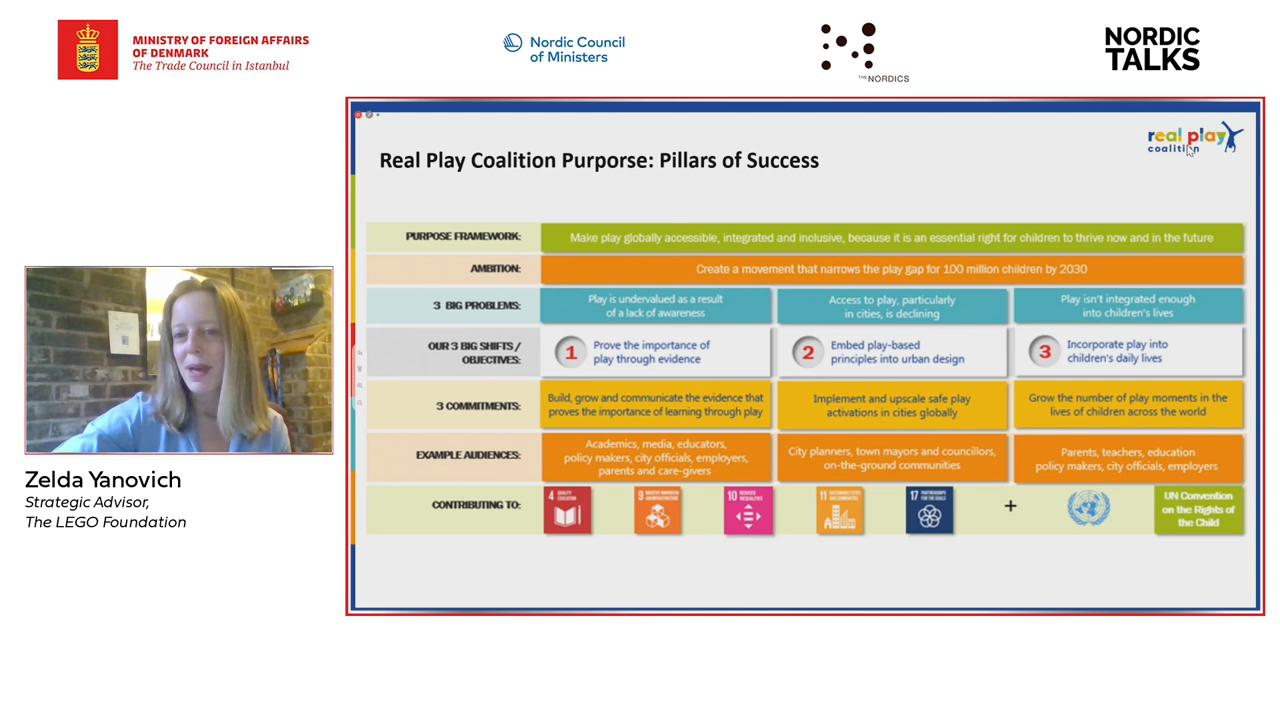 MINISTRY OF FOREIGN AFFAIRS
OF DENMARK
The Trade Council in Istanbul
Nordic Council
of Ministers
THE NORDICS
NORDIC
TALKS
real play
coalition
Real Play Coalition Purporse: Pillars of Success
PURPOSE FRAMEWORK:
Make play globally accessible, integrated and inclusive, because it is an essential right for children to thrive now and in the future
AMBITION:
Create a movement that narrows the play gap for 100 million children by 2030
3 BIG PROBLEMS:
Play is undervalued as a result
of a lack of awareness
Access to play, particularly
in cities, is declining
Play isn't integrated enough
into children's lives
OUR 3 BIG SHIFTS /
OBJECTIVES:
1
Prove the importance of
play through evidence
2
Embed play-based
principles into urban design
3
Incorporate play into
children's daily lives
3 COMMITMENTS:
Build, grow and communicate the evidence that
proves the importance of learning through play
Implement and upscale safe play
activations in cities globally
Grow the number of play moments in the
lives of children across the world
EXAMPLE AUDIENCES:
Academics, media, educators,
policy makers, city officials, employers,
parents and care-givers
City planners, town mayors and councillors,
on-the-ground communities
Parents, teachers, education
policy makers, city officials, employers
CONTRIBUTING TO:
4 QUALITY
EDUCATION
9
10 REDUCED
INEQUALITIES
11
17 PARTNERSHIPS
FOR THE GOALS
+
UN Convention
on the Rights of
the Child
Zelda Yanovich
Strategic Advisor,
The LEGO Foundation